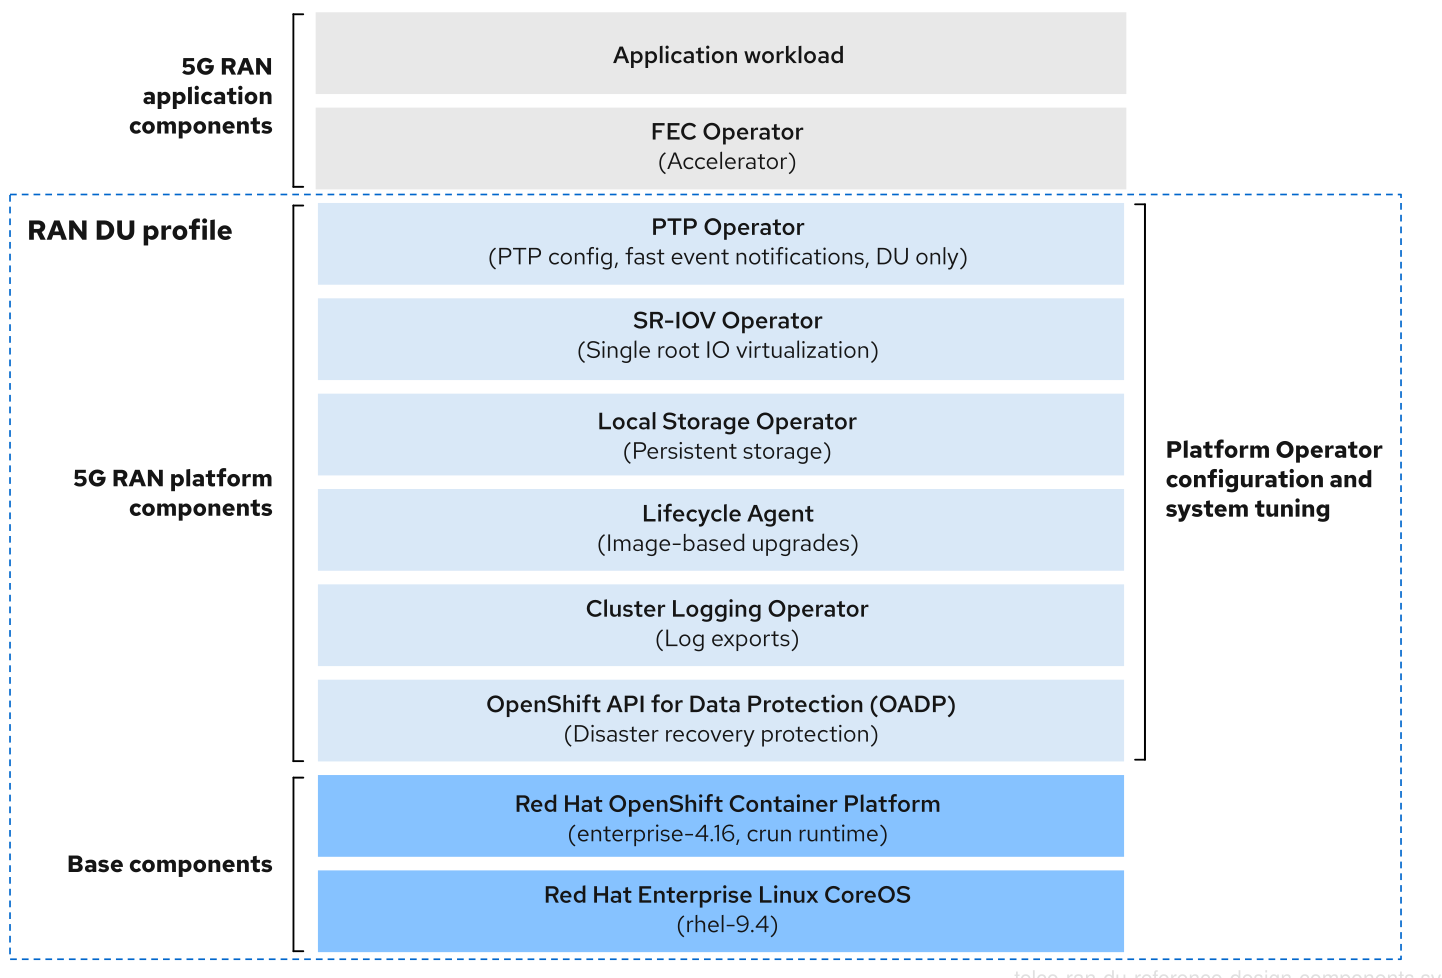 5G RAN
application
components
Application workload
FEC Operator
(Accelerator)
RAN DU profile
PTP Operator
(PTP config, fast event notifications, DU only)
SR-IOV Operator
(Single root IO virtualization)
Local Storage Operator
(Persistent storage)
5G RAN platform
components
Platform Operator
configuration and
system tuning
Lifecycle Agent
(Image-based upgrades)
Cluster Logging Operator
(Log exports)
OpenShift API for Data Protection (OADP)
(Disaster recovery protection)
Base components
Red Hat OpenShift Container Platform
(enterprise-4.16, crun runtime)
Red Hat Enterprise Linux CoreOS
(rhel-9.4)